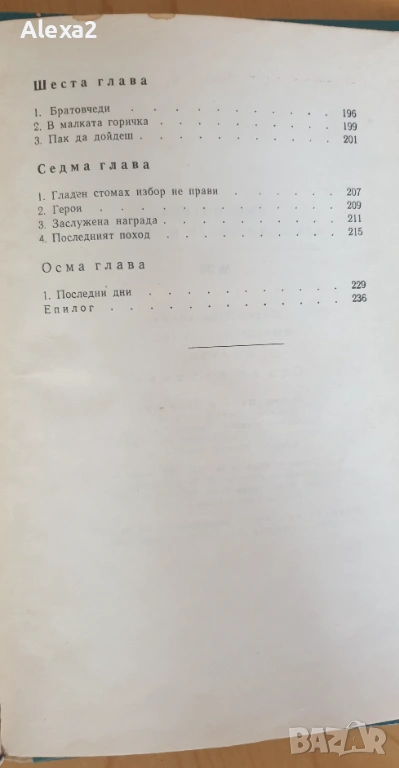 Alexa2
Шеста глава
1. Братовчеди . . . . . . . . . . . 196
2. В малката горичка . . . . . . . . 199
3. Пак да дойдеш . . . . . . . . . 201
Седма глава
1. Гладен стомах избор не прави . . . . . 207
2. Герои . . . . . . . . . . . . 209
3. Заслужена награда . . . . . . . . 211
4. Последният поход . . . . . . . . 215
Осма глава
1. Последни дни . . . . . . . . . 229
Епилог . . . . . . . . . . . 236
BAZAR